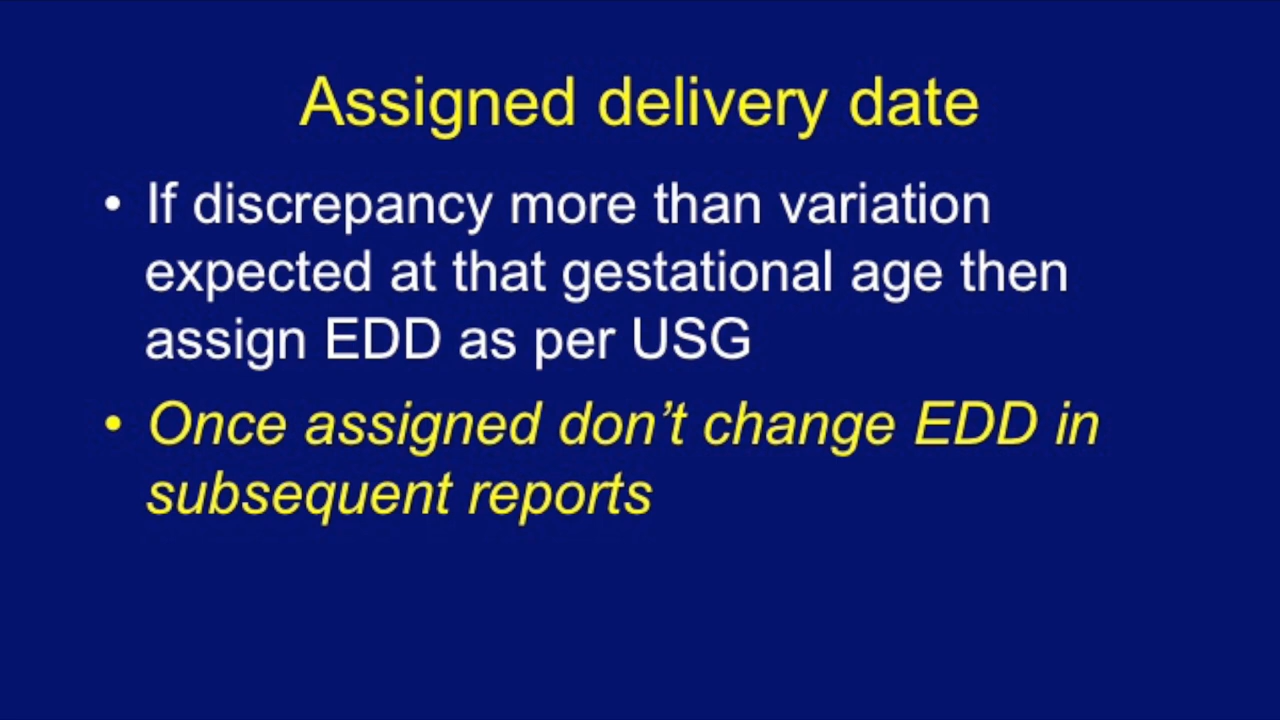 Assigned delivery date
• If discrepancy more than variation
expected at that gestational age then
assign EDD as per USG
• Once assigned don’t change EDD in
subsequent reports